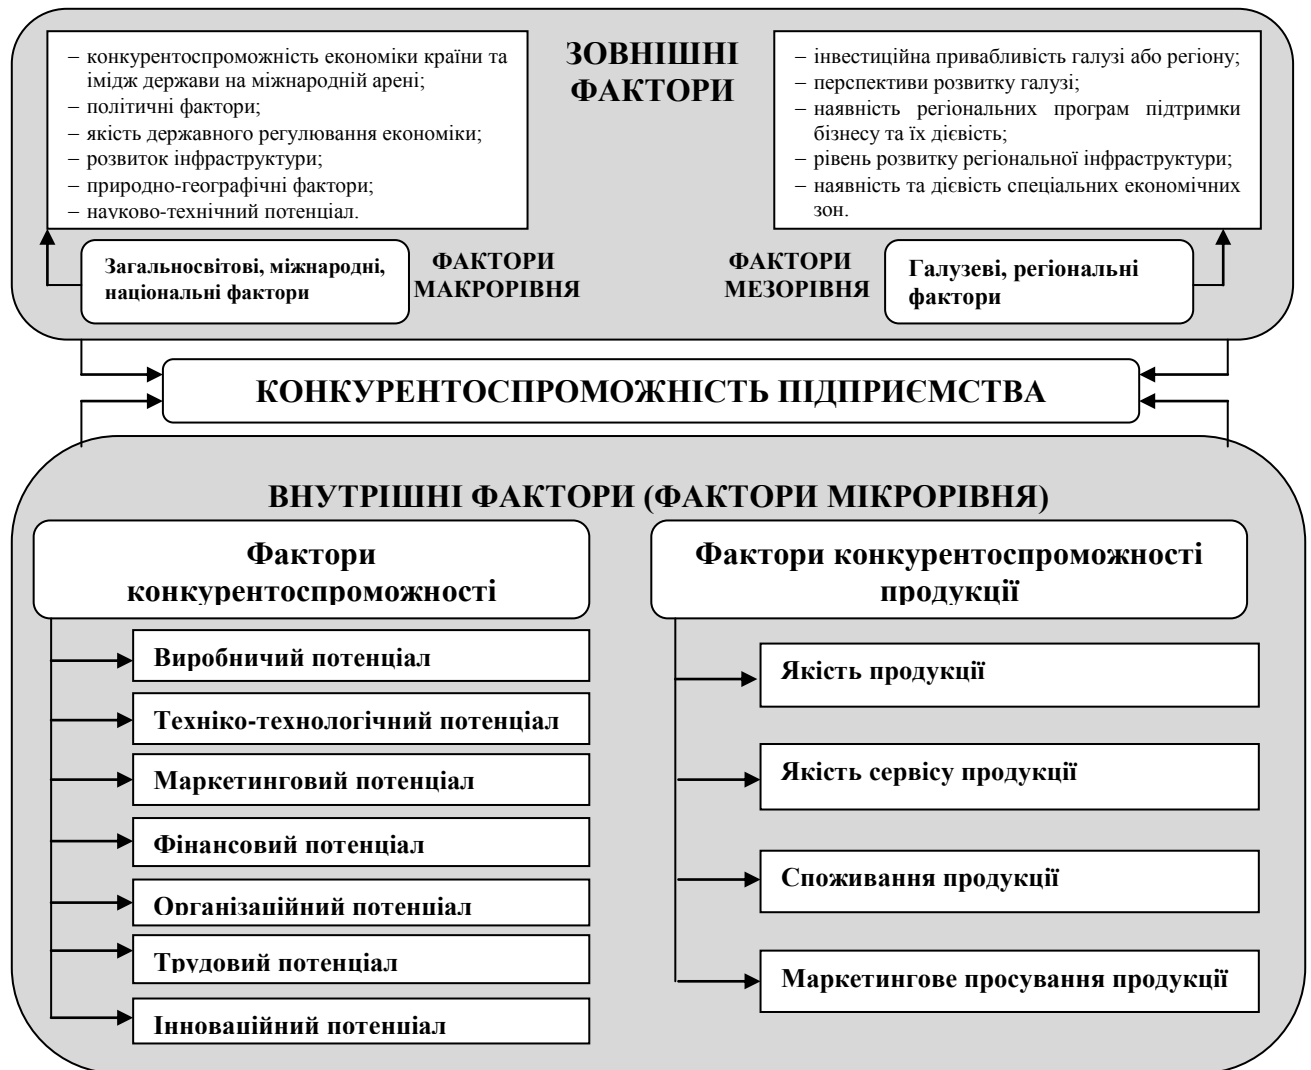 ЗОВНІШНІ
ФАКТОРИ
– конкурентоспроможність економіки країни та
імідж держави на міжнародній арені;
– політичні фактори;
– якість державного регулювання економіки;
– розвиток інфраструктури;
– природно-географічні фактори;
– науково-технічний потенціал.
– інвестиційна привабливість галузі або регіону;
– перспективи розвитку галузі;
– наявність регіональних програм підтримки
бізнесу та їх дієвість;
– рівень розвитку регіональної інфраструктури;
– наявність та дієвість спеціальних економічних
зон.
Загальносвітові, міжнародні,
національні фактори
ФАКТОРИ
МАКРОРІВНЯ
ФАКТОРИ
МЕЗОРІВНЯ
Галузеві, регіональні
фактори
КОНКУРЕНТОСПРОМОЖНІСТЬ ПІДПРИЄМСТВА
ВНУТРІШНІ ФАКТОРИ (ФАКТОРИ МІКРОРІВНЯ)
Фактори
конкурентоспроможності
Виробничий потенціал
Техніко-технологічний потенціал
Маркетинговий потенціал
Фінансовий потенціал
Організаційний потенціал
Трудовий потенціал
Інноваційний потенціал
Фактори конкурентоспроможності
продукції
Якість продукції
Якість сервісу продукції
Споживання продукції
Маркетингове просування продукції